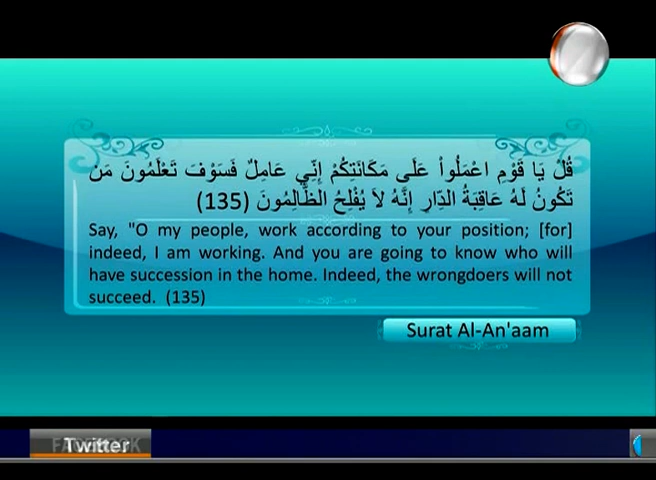 قُلْ يَا قَوْمِ اعْمَلُواْ عَلَى مَكَانَتِكُمْ إِنِّي عَامِلٌ فَسَوْفَ تَعْلَمُونَ مَن
تَكُونُ لَهُ عَاقِبَةُ الدِّارِ إِنَّهُ لاَ يُفْلِحُ الظَّالِمُونَ (135)
Say, "O my people, work according to your position; [for]
indeed, I am working. And you are going to know who will
have succession in the home. Indeed, the wrongdoers will not
succeed. (135)
Surat Al-An'aam
Twitter